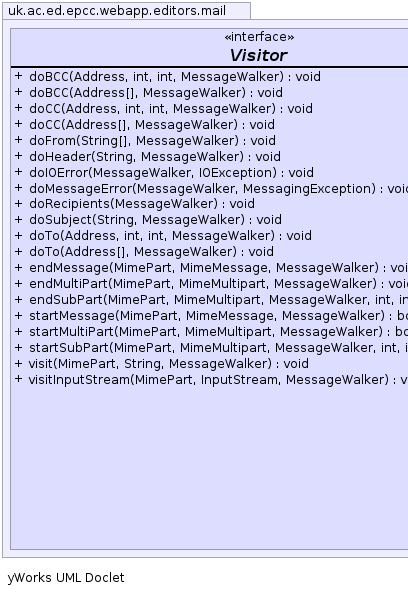 uk.ac.ed.epcc.webapp.editors.mail
«interface»
Visitor
+ doBCC(Address, int, int, MessageWalker) : void
+ doBCC(Address[], MessageWalker) : void
+ doCC(Address, int, int, MessageWalker) : void
+ doCC(Address[], MessageWalker) : void
+ doFrom(String[], MessageWalker) : void
+ doHeader(String, MessageWalker) : void
+ doIOError(MessageWalker, IOException) : void
+ doMessageError(MessageWalker, MessagingException) : void
+ doRecipients(MessageWalker) : void
+ doSubject(String, MessageWalker) : void
+ doTo(Address, int, int, MessageWalker) : void
+ doTo(Address[], MessageWalker) : void
+ endMessage(MimePart, MimeMessage, MessageWalker) : voi
+ endMultiPart(MimePart, MimeMultipart, MessageWalker) : voi
+ endSubPart(MimePart, MimeMultipart, MessageWalker, int, in
+ startMessage(MimePart, MimeMessage, MessageWalker) : bo
+ startMultiPart(MimePart, MimeMultipart, MessageWalker) : bo
+ startSubPart(MimePart, MimeMultipart, MessageWalker, int, i
+ visit(MimePart, String, MessageWalker) : void
+ visitInputStream(MimePart, InputStream, MessageWalker) : v
yWorks UML Doclet